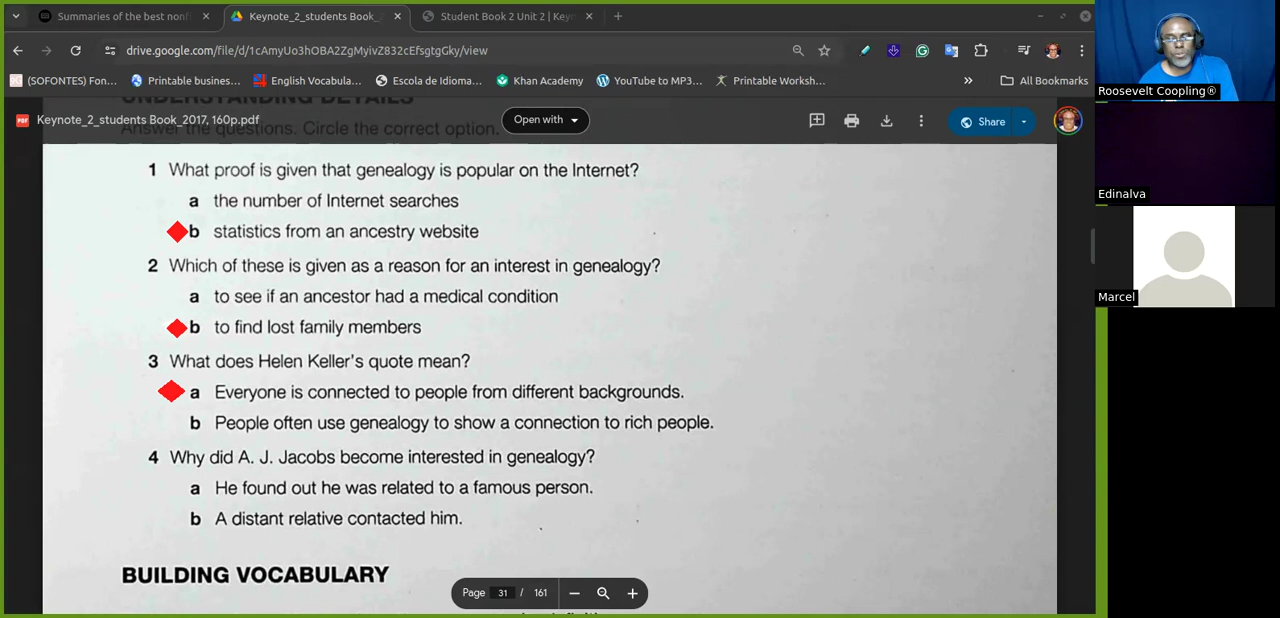 Summaries of the best nonf
Keynote_2_students Book_
Student Book 2 Unit 2 | Key
drive.google.com/file/d/1cAmyUo3hOBA2ZgMyivZ832cEfsgtgGky/view
(SOFONTES) Fon...
Printable busines...
English Vocabula...
Escola de Idioma...
Khan Academy
YouTube to MP3...
Printable Worksh...
»
All Bookmarks
UNDERSTANDING DETAILS
Answer the questions. Circle the correct option.
PDF
Keynote_2_students Book_2017, 160p.pdf
Open with
Share
1 What proof is given that genealogy is popular on the Internet?
a the number of Internet searches
b statistics from an ancestry website
2 Which of these is given as a reason for an interest in genealogy?
a to see if an ancestor had a medical condition
b to find lost family members
3 What does Helen Keller's quote mean?
a Everyone is connected to people from different backgrounds.
b People often use genealogy to show a connection to rich people.
4 Why did A. J. Jacobs become interested in genealogy?
a He found out he was related to a famous person.
b A distant relative contacted him.
BUILDING VOCABULARY
Page 31 / 161
Roosevelt Coopling®
Edinalva
Marcel